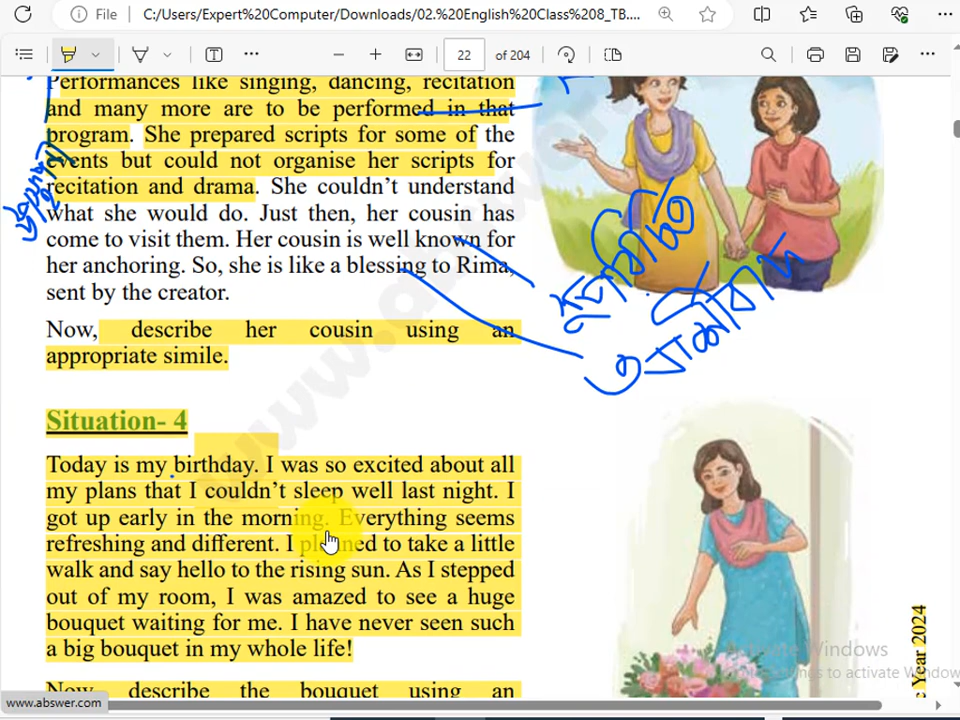 File
C:/Users/Expert%20Computer/Downloads/02.%20English%20Class%208_TB....
22 of 204
Performances like singing, dancing, recitation
and many more are to be performed in that
program. She prepared scripts for some of the
events but could not organise her scripts for
recitation and drama. She couldn't understand
what she would do. Just then, her cousin has
come to visit them. Her cousin is well known for
her anchoring. So, she is like a blessing to Rima,
sent by the creator.
Now, describe her cousin using an
appropriate simile.
Situation- 4
Today is my birthday. I was so excited about all
my plans that I couldn't sleep well last night. I
got up early in the morning. Everything seems
refreshing and different. I planned to take a little
walk and say hello to the rising sun. As I stepped
out of my room, I was amazed to see a huge
bouquet waiting for me. I have never seen such
a big bouquet in my whole life!
Now describe the bouquet using an
Year 2024
Activate Windows
to activate Windows
www.abswer.com